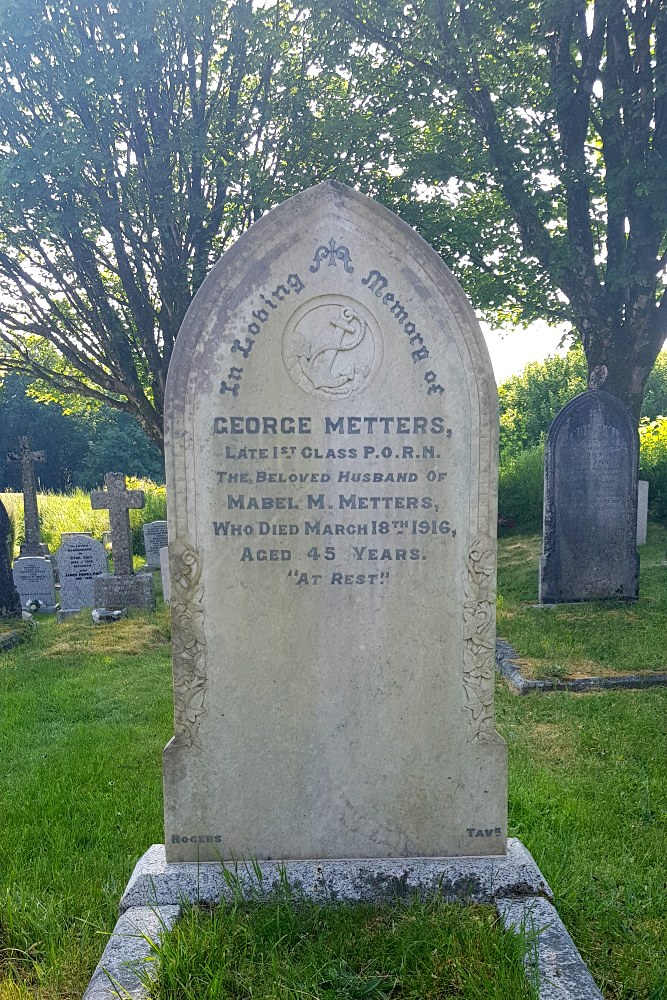 In Loving Memory of
GEORGE METTERS,
LATE 1ST CLASS P.O.R.N.
THE BELOVED HUSBAND OF
MABEL M. METTERS,
WHO DIED MARCH 18TH 1916,
AGED 45 YEARS.
"AT REST."
ROGERS TAVK